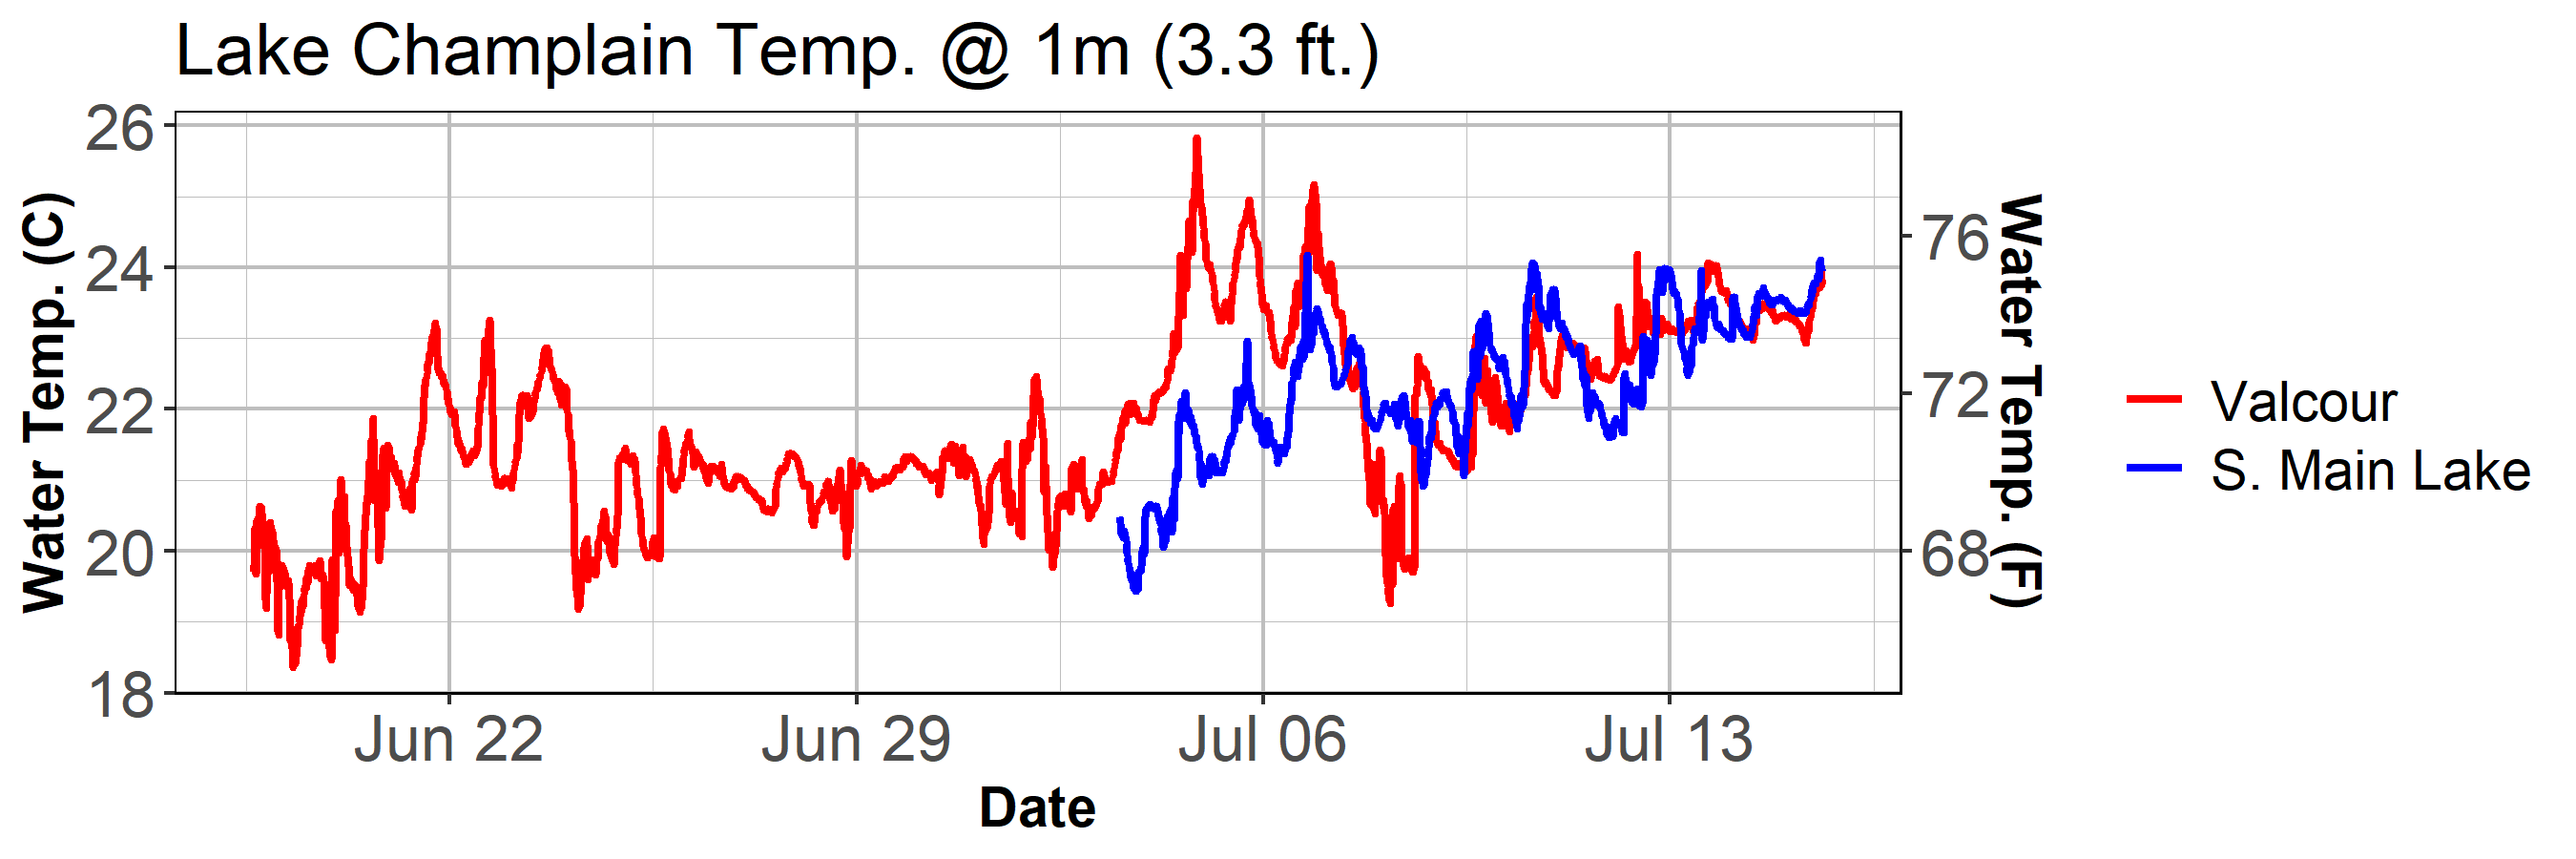 Lake Champlain Temp. @ 1m (3.3 ft.)
Water Temp. (C)
26
24
22
20
18
76
72
68
Water Temp. (F)
Jun 22
Jun 29
Jul 06
Jul 13
Date
Valcour
S. Main Lake